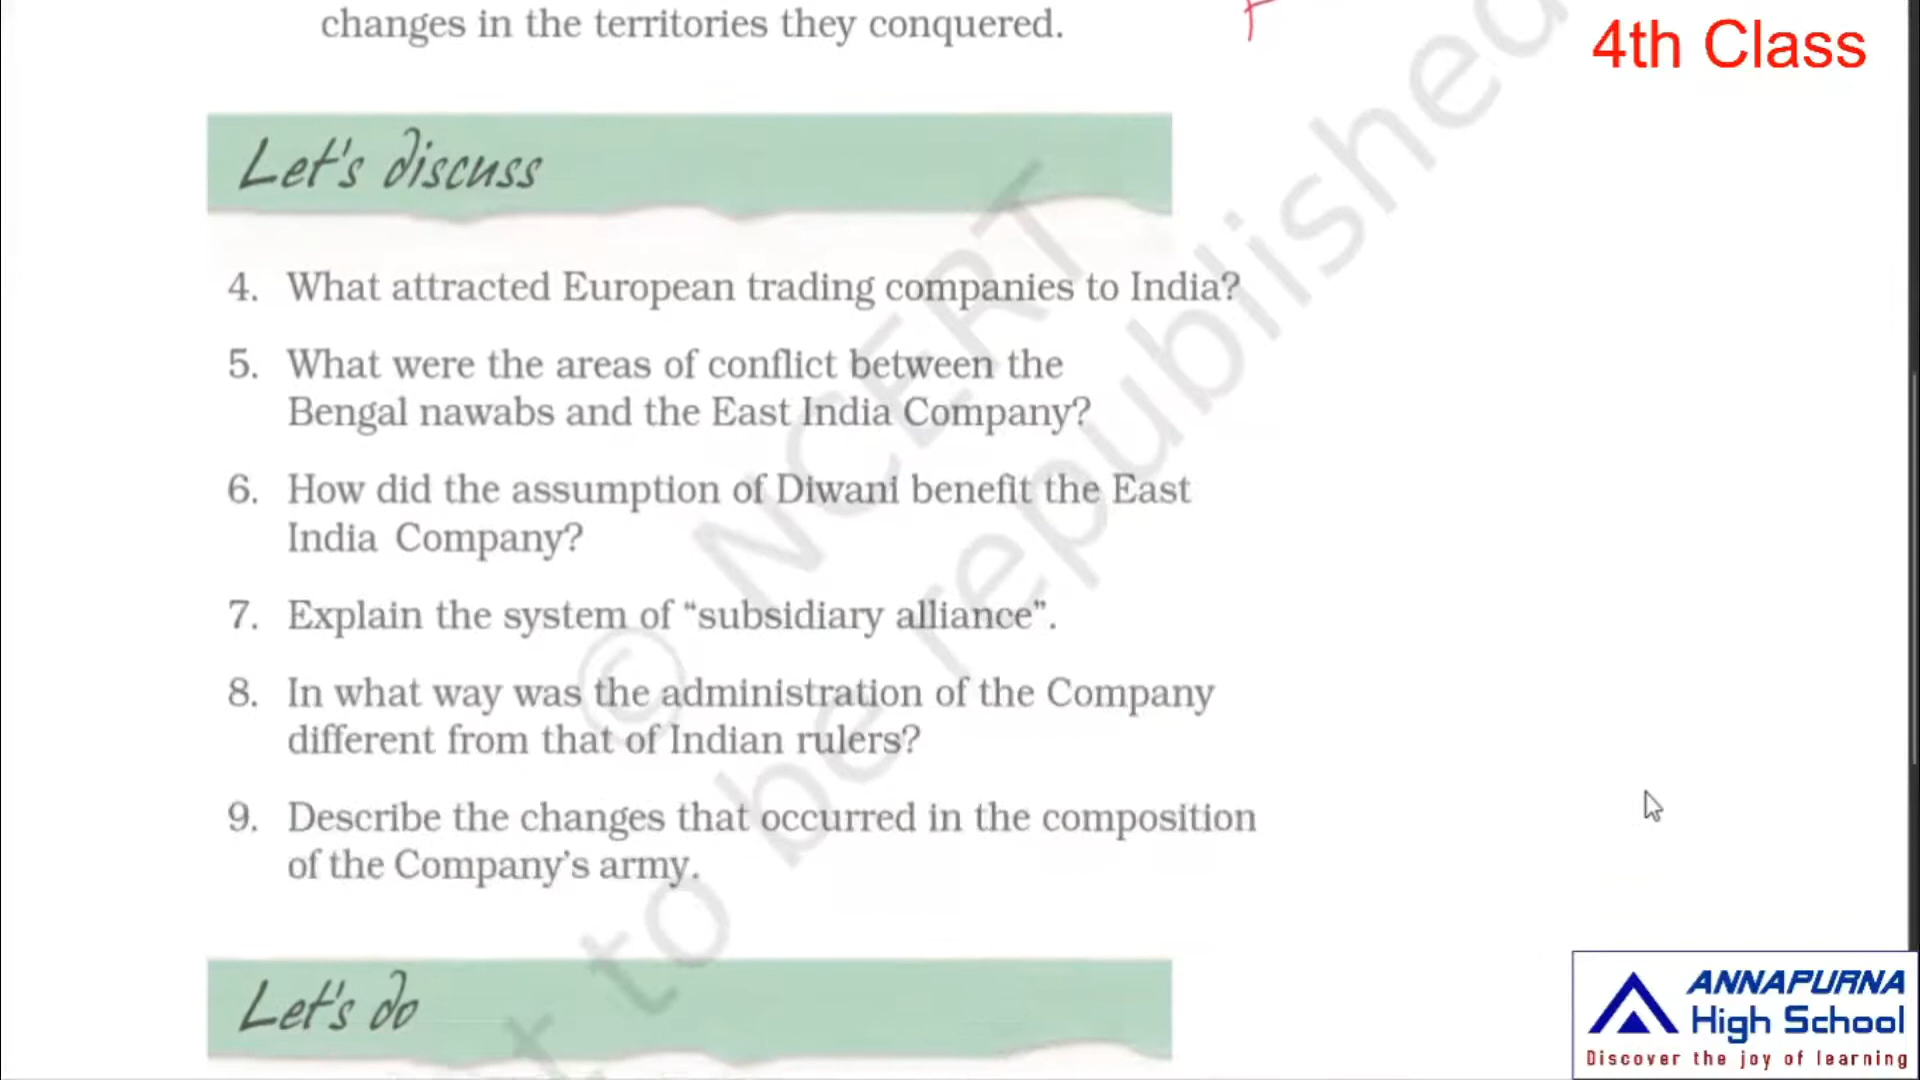 changes in the territories they conquered.
4th Class
Let's discuss
4. What attracted European trading companies to India?
5. What were the areas of conflict between the
Bengal nawabs and the East India Company?
6. How did the assumption of Diwani benefit the East
India Company?
7. Explain the system of “subsidiary alliance”.
8. In what way was the administration of the Company
different from that of Indian rulers?
9. Describe the changes that occurred in the composition
of the Company’s army.
Let's do
© NCERT
to be republished
ANNAPURNA
High School
Discover the joy of learning